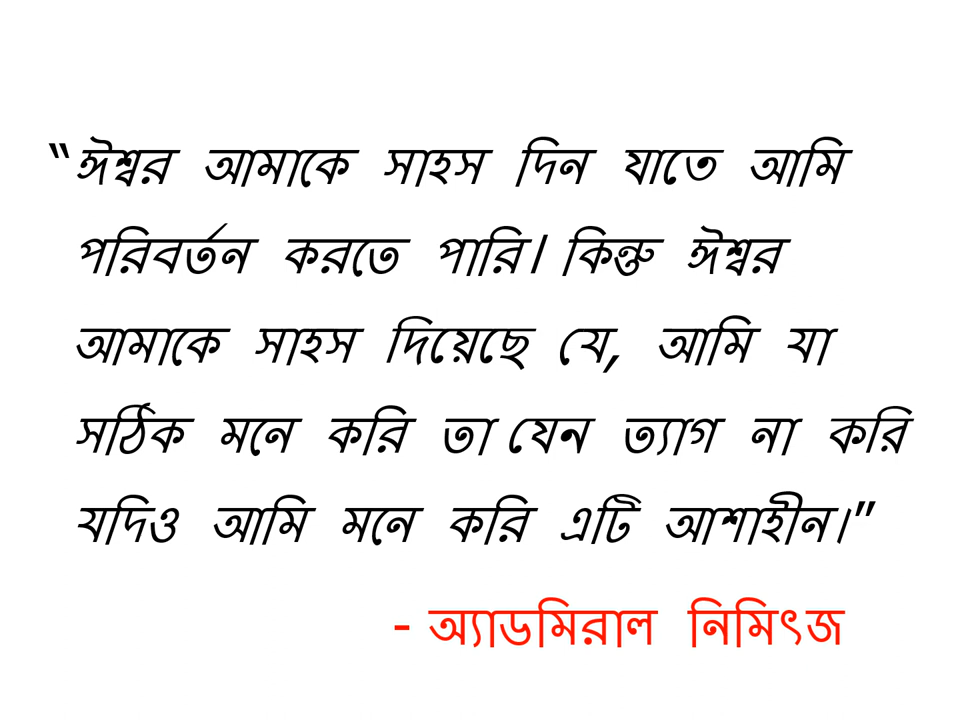 “ঈশ্বর আমাকে সাহস দিন যাতে আমি
পরিবর্তন করতে পারি। কিন্তু ঈশ্বর
আমাকে সাহস দিয়েছে যে, আমি যা
সঠিক মনে করি তা যেন ত্যাগ না করি
যদিও আমি মনে করি এটি আশাহীন।”
- অ্যাডমিরাল নিমিৎজ